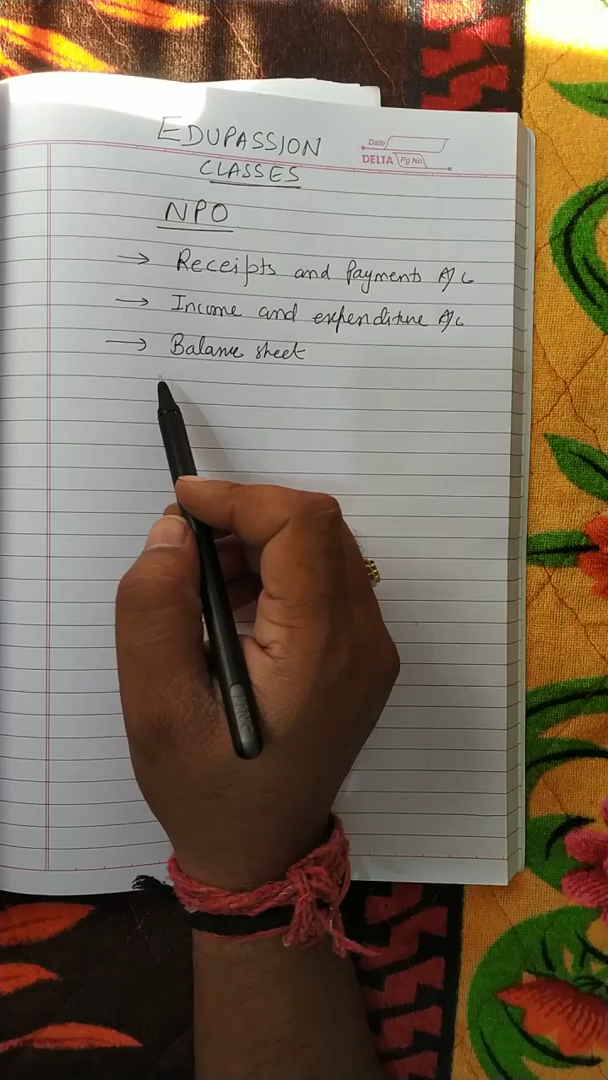 EDUPASSION
CLASSES
Date
DELTA Pg No.
NPO
→ Receipts and Payments A/c
→ Income and expenditure A/c
→ Balance sheet